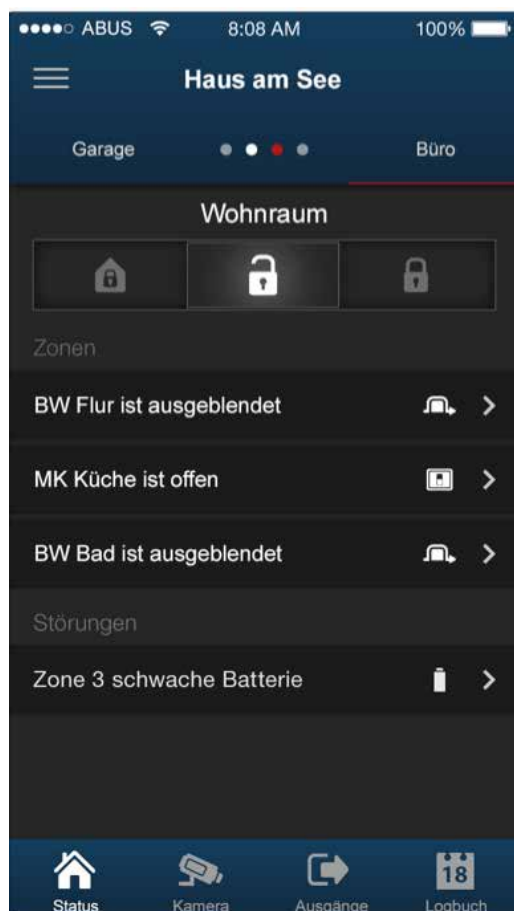 ABUS 8:08 AM 100%
Haus am See
Garage Büro
Wohnraum
Zonen
BW Flur ist ausgeblendet
MK Küche ist offen
BW Bad ist ausgeblendet
Störungen
Zone 3 schwache Batterie
18
Status Kamera Ausgänge Logbuch